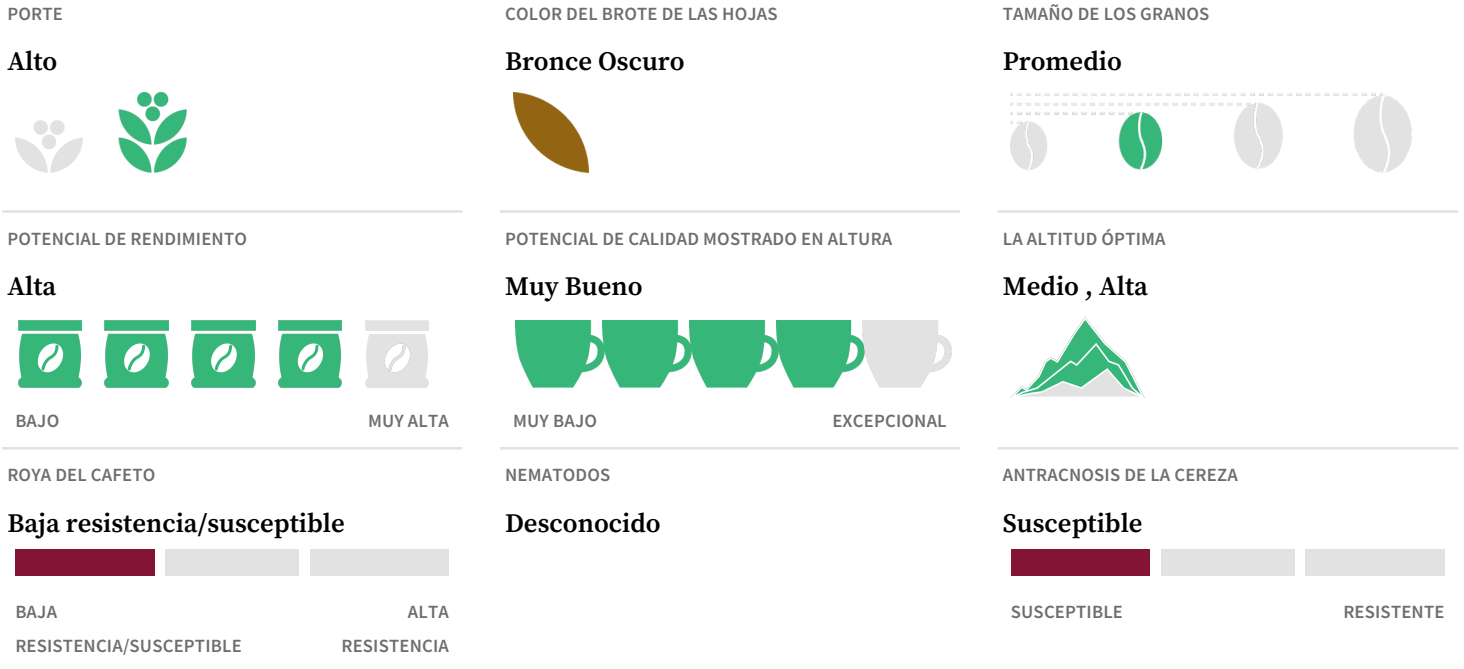 PORTE
Alto
COLOR DEL BROTE DE LAS HOJAS
Bronce Oscuro
TAMAÑO DE LOS GRANOS
Promedio
POTENCIAL DE RENDIMIENTO
Alta
BAJO
MUY ALTA
POTENCIAL DE CALIDAD MOSTRADO EN ALTURA
Muy Bueno
MUY BAJO
EXCEPCIONAL
LA ALTITUD ÓPTIMA
Medio , Alta
ROYA DEL CAFETO
Baja resistencia/susceptible
BAJA
RESISTENCIA/SUSCEPTIBLE
ALTA
RESISTENCIA
NEMATODOS
Desconocido
ANTRACNOSIS DE LA CEREZA
Susceptible
SUSCEPTIBLE
RESISTENTE